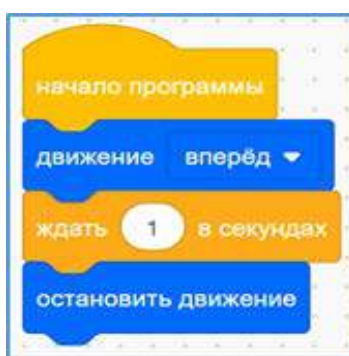 начало программы
движение вперёд
ждать 1 в секундах
остановить движение